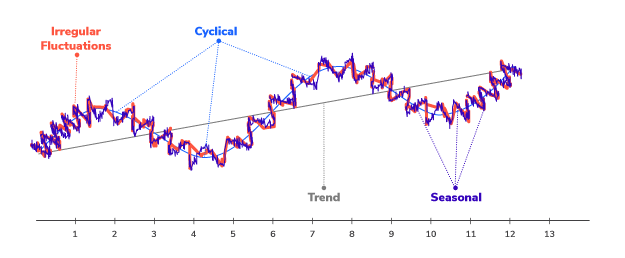 Irregular
Fluctuations
Cyclical
Trend
Seasonal
1 2 3 4 5 6 7 8 9 10 11 12 13